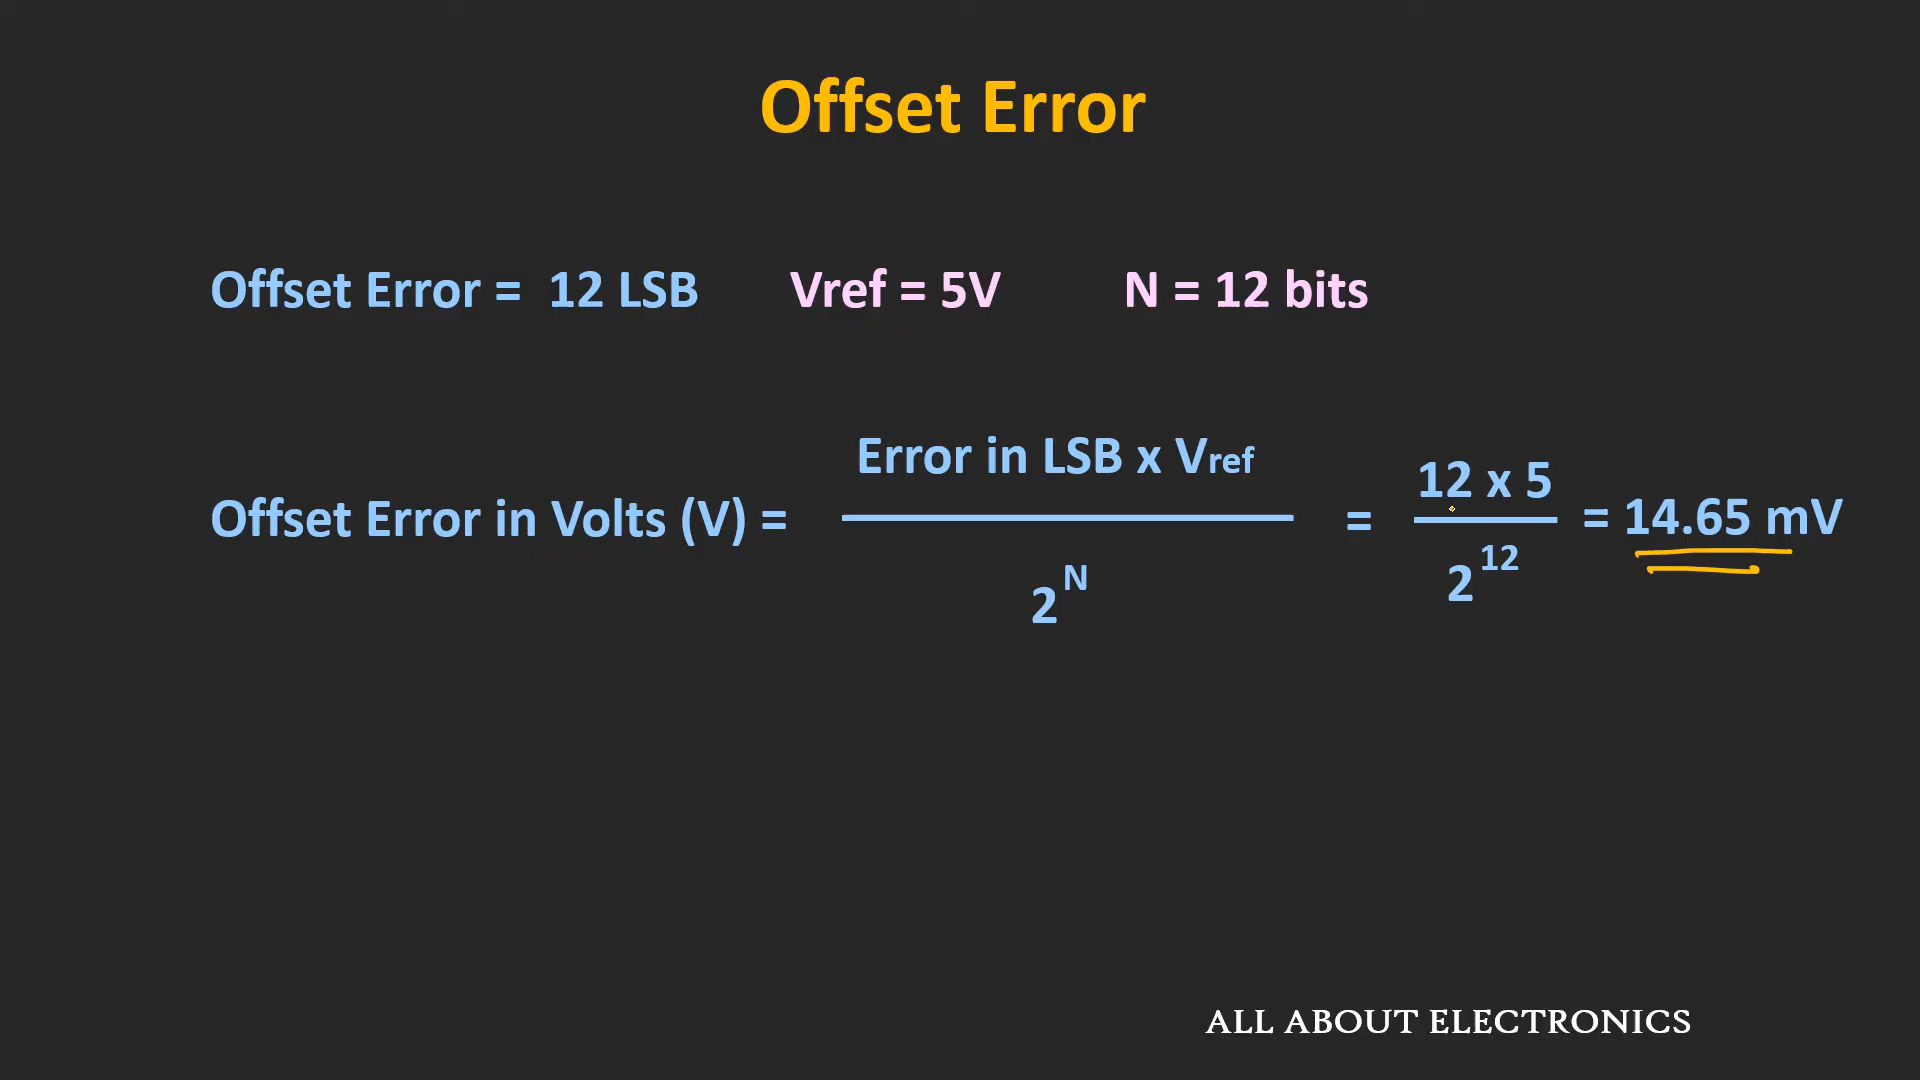 Offset Error
Offset Error = 12 LSB Vref = 5V N = 12 bits
Offset Error in Volts (V) = Error in LSB x Vref / 2^N = 12 x 5 / 2^12 = 14.65 mV
ALL ABOUT ELECTRONICS